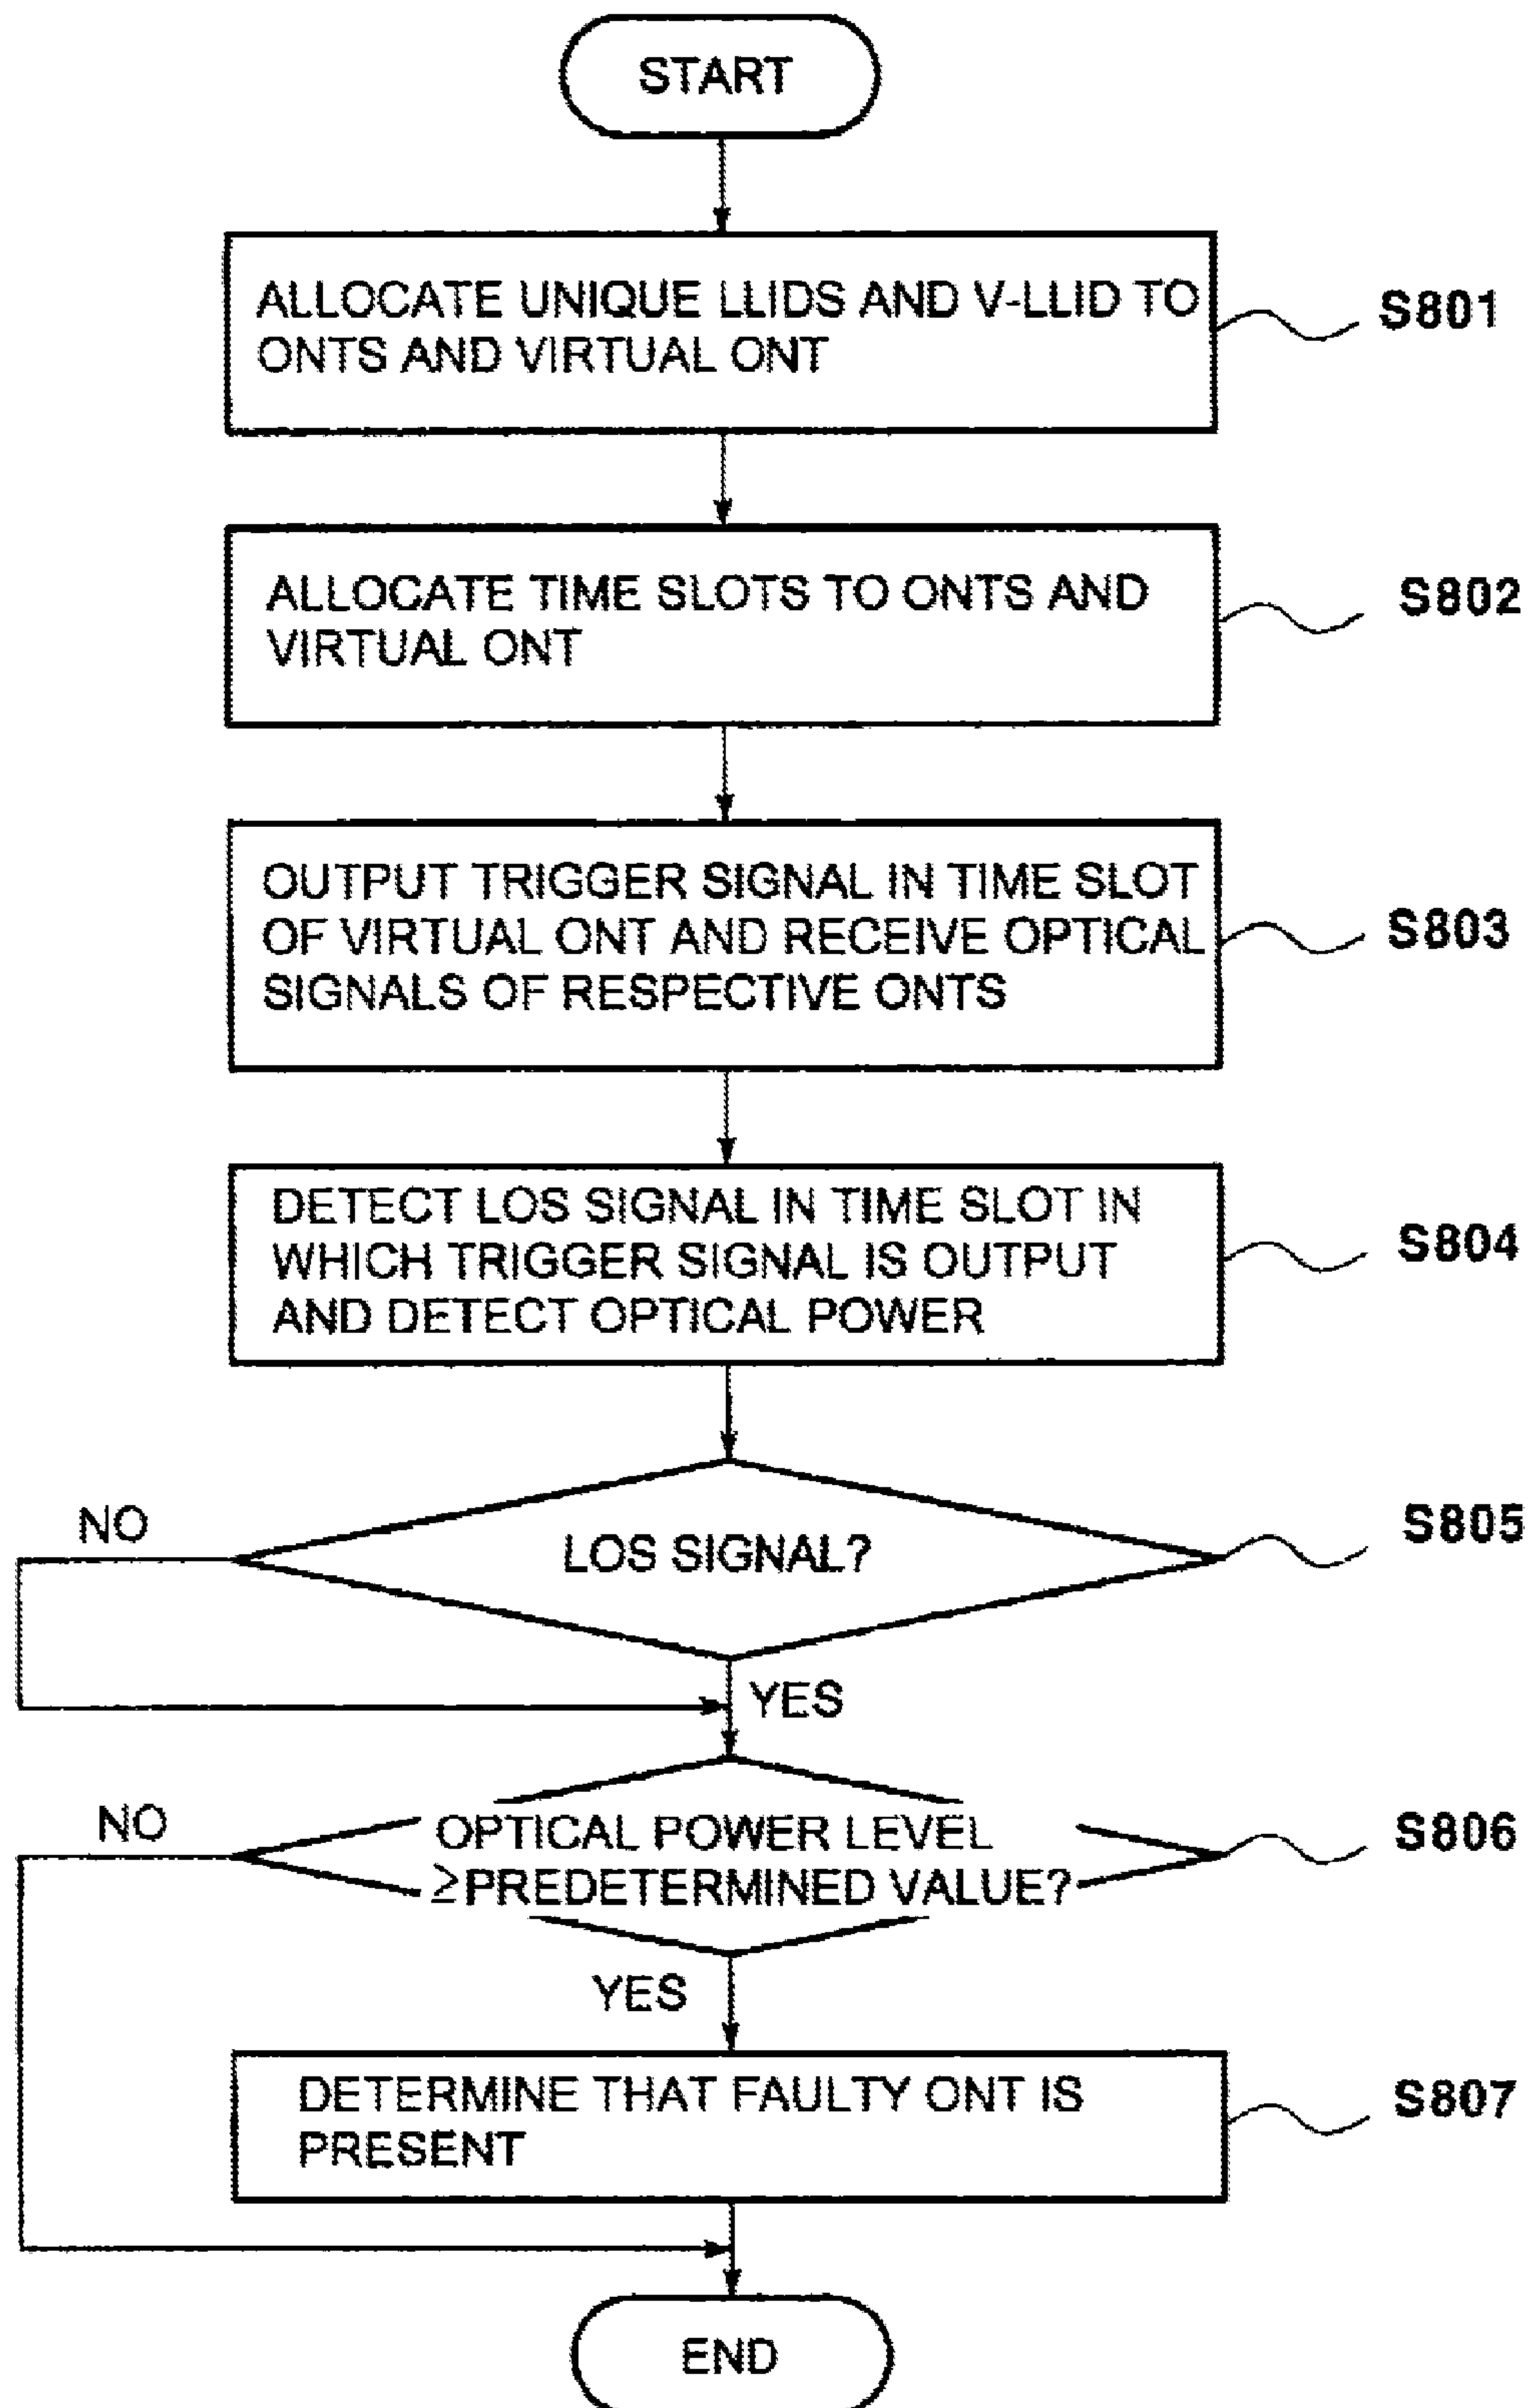 START
ALLOCATE UNIQUE LLIDS AND V-LLID TO
ONTS AND VIRTUAL ONT
S801
ALLOCATE TIME SLOTS TO ONTS AND
VIRTUAL ONT
S802
OUTPUT TRIGGER SIGNAL IN TIME SLOT
OF VIRTUAL ONT AND RECEIVE OPTICAL
SIGNALS OF RESPECTIVE ONTS
S803
DETECT LOS SIGNAL IN TIME SLOT IN
WHICH TRIGGER SIGNAL IS OUTPUT
AND DETECT OPTICAL POWER
S804
NO
LOS SIGNAL?
S805
YES
NO
OPTICAL POWER LEVEL
≥PREDETERMINED VALUE?
S806
YES
DETERMINE THAT FAULTY ONT IS
PRESENT
S807
END